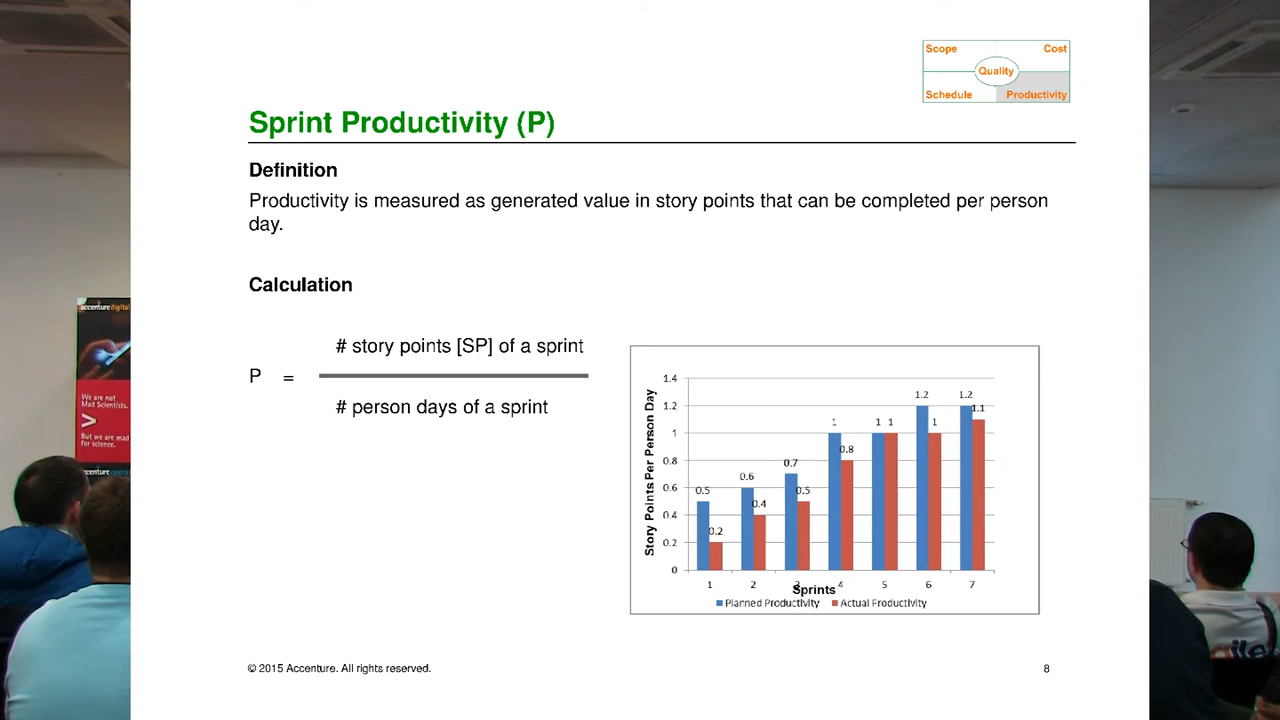 Scope
Cost
Quality
Schedule
Productivity
Sprint Productivity (P)
Definition
Productivity is measured as generated value in story points that can be completed per person
day.
Calculation
# story points [SP] of a sprint
P =
# person days of a sprint
Story Points Per Person Day
1.4
1.2
1
0.8
0.6
0.4
0.2
0
0.5
0.2
0.6
0.4
0.7
0.5
1
0.8
1
1
1.2
1
1.2
1.1
1 2 3 4 5 6 7
Sprints
Planned Productivity
Actual Productivity
© 2015 Accenture. All rights reserved.
8
accenture digital
We are not
Mad Scientists.
>
But we are mad
for science.